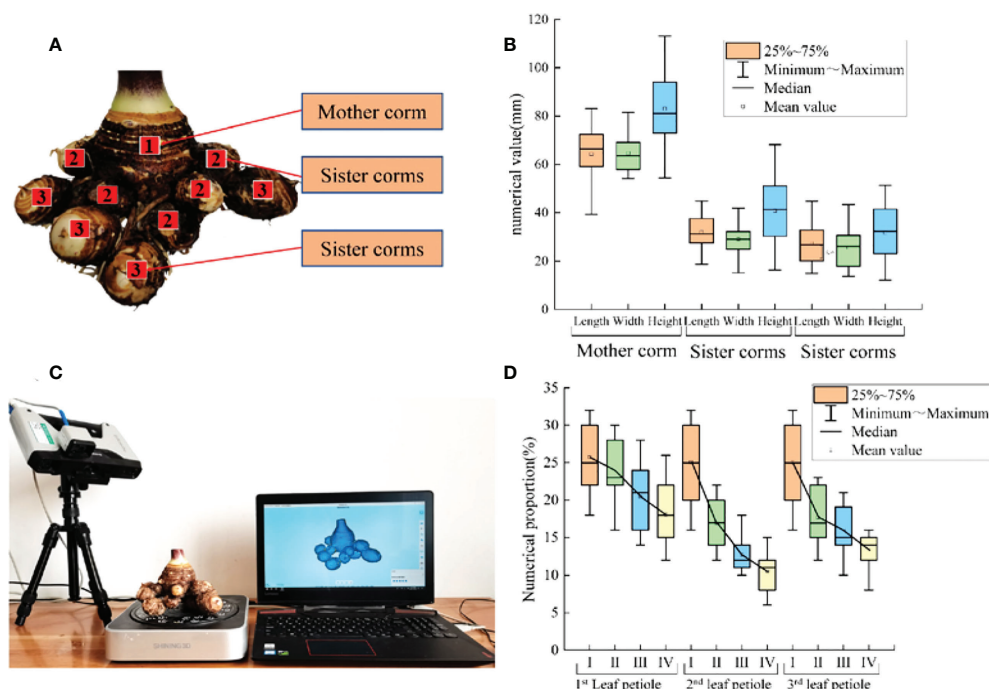 A
Mother corm
Sister corms
Sister corms
1
2
2
2
2
2
3
3
3
3
B
numerical value(mm)
120
100
80
60
40
20
0
25%~75%
Minimum～Maximum
Median
Mean value
Length Width Height Length Width Height Length Width Height
Mother corm Sister corms Sister corms
C
D
Numerical proportion(%)
35
30
25
20
15
10
5
0
25%~75%
Minimum～Maximum
Median
Mean value
I II III IV I II III IV I II III IV
1st Leaf petiole 2nd leaf petiole 3rd leaf petiole